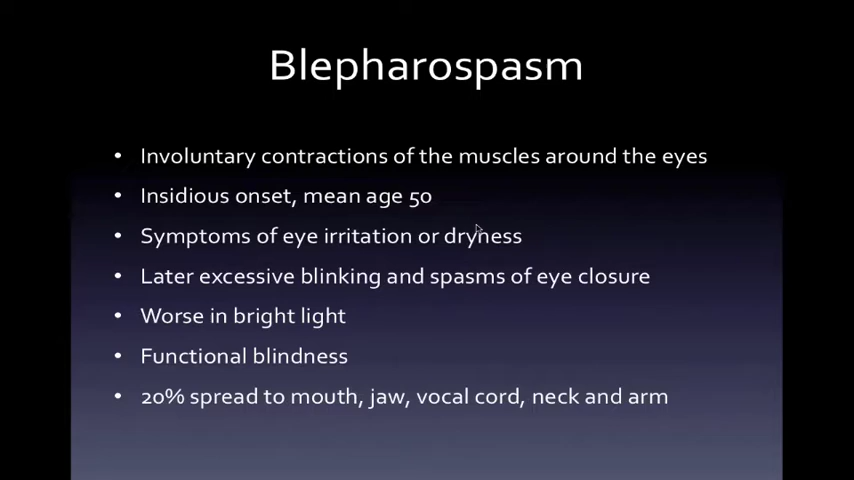 Blepharospasm
• Involuntary contractions of the muscles around the eyes
• Insidious onset, mean age 50
• Symptoms of eye irritation or dryness
• Later excessive blinking and spasms of eye closure
• Worse in bright light
• Functional blindness
• 20% spread to mouth, jaw, vocal cord, neck and arm